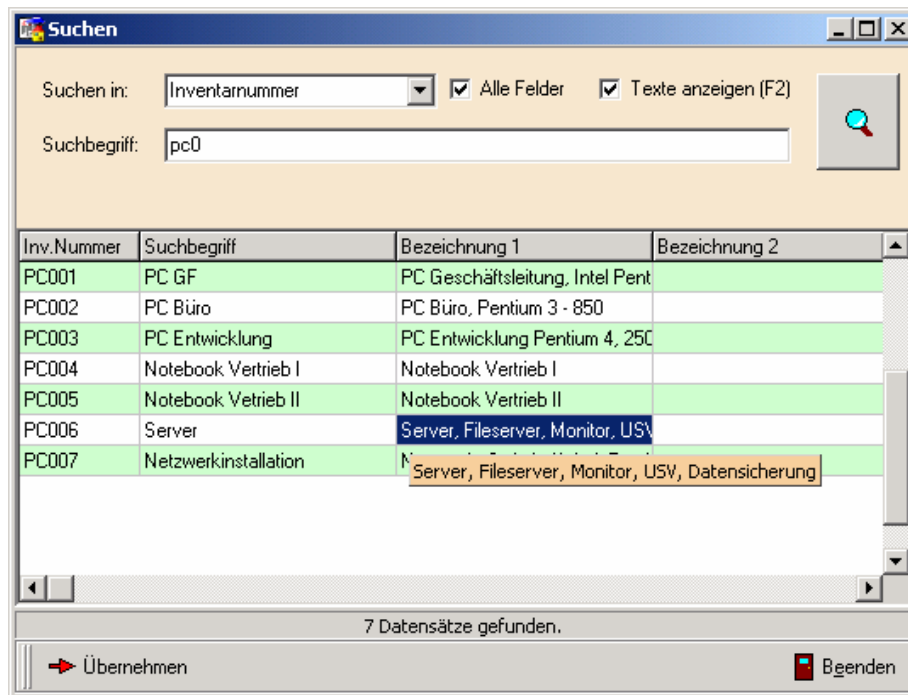 Suchen
Suchen in: Inventarnummer Alle Felder Texte anzeigen (F2)
Suchbegriff: pc0
Inv.Nummer Suchbegriff Bezeichnung 1 Bezeichnung 2
PC001 PC GF PC Geschäftsleitung, Intel Pent
PC002 PC Büro PC Büro, Pentium 3 - 850
PC003 PC Entwicklung PC Entwicklung Pentium 4, 250
PC004 Notebook Vertrieb I Notebook Vertrieb I
PC005 Notebook Vetrieb II Notebook Vertrieb II
PC006 Server Server, Fileserver, Monitor, USV
PC007 Netzwerkinstallation
Server, Fileserver, Monitor, USV, Datensicherung
7 Datensätze gefunden.
Übernehmen Beenden